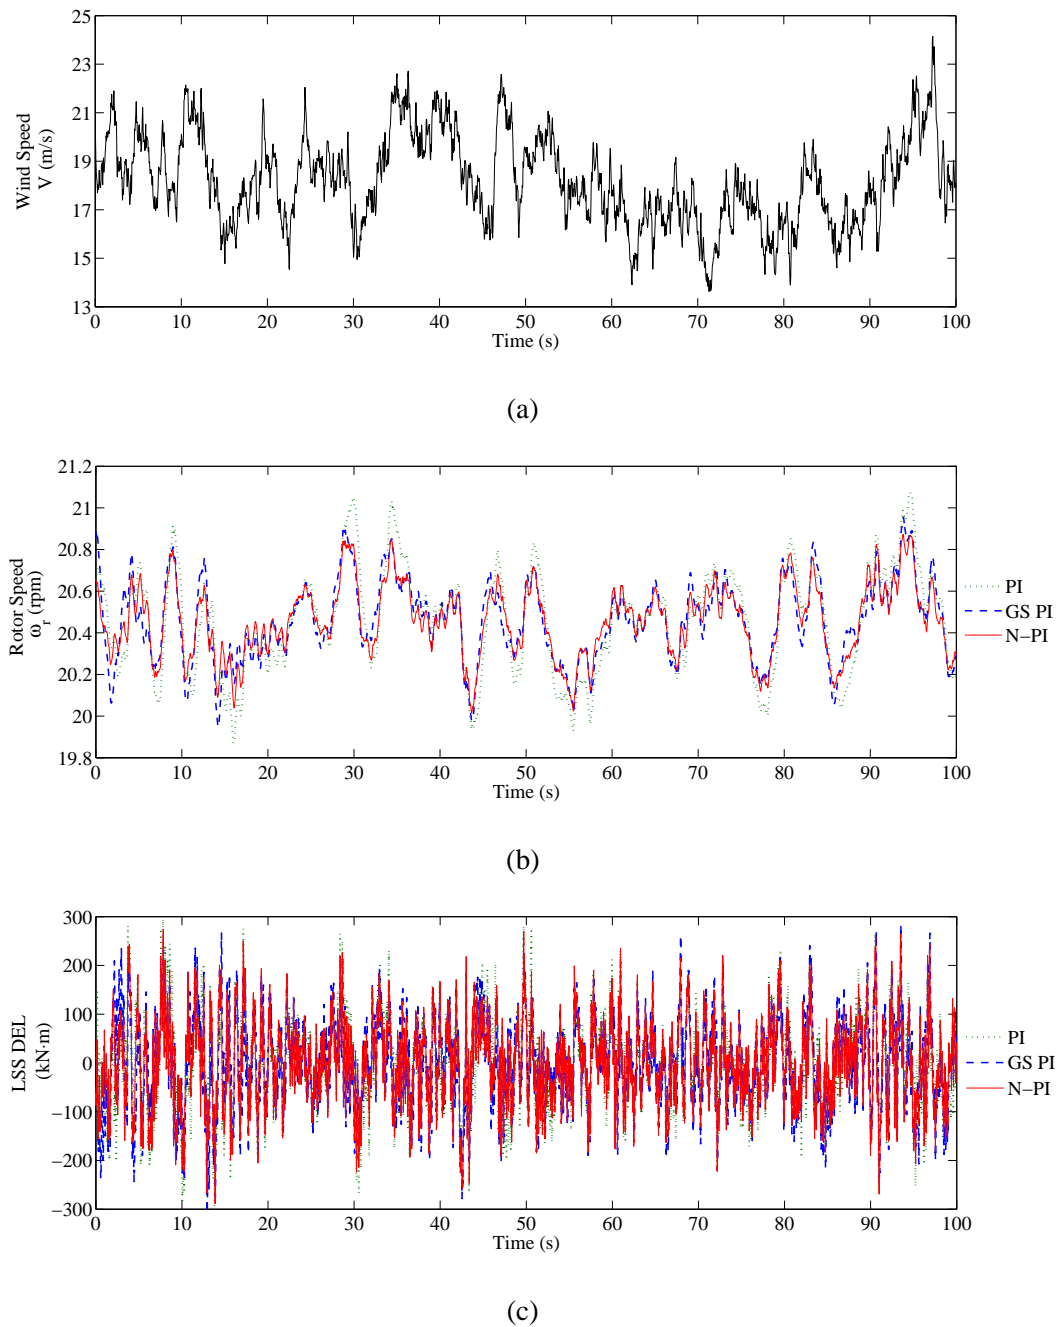 25
23
21
19
17
15
13
Wind Speed
V (m/s)
0 10 20 30 40 50 60 70 80 90 100
Time (s)
(a)
21.2
21
20.8
20.6
20.4
20.2
20
19.8
Rotor Speed
ω_r (rpm)
0 10 20 30 40 50 60 70 80 90 100
Time (s)
PI
GS PI
N−PI
(b)
300
200
100
0
−100
−200
−300
LSS DEL
(kN·m)
0 10 20 30 40 50 60 70 80 90 100
Time (s)
PI
GS PI
N−PI
(c)